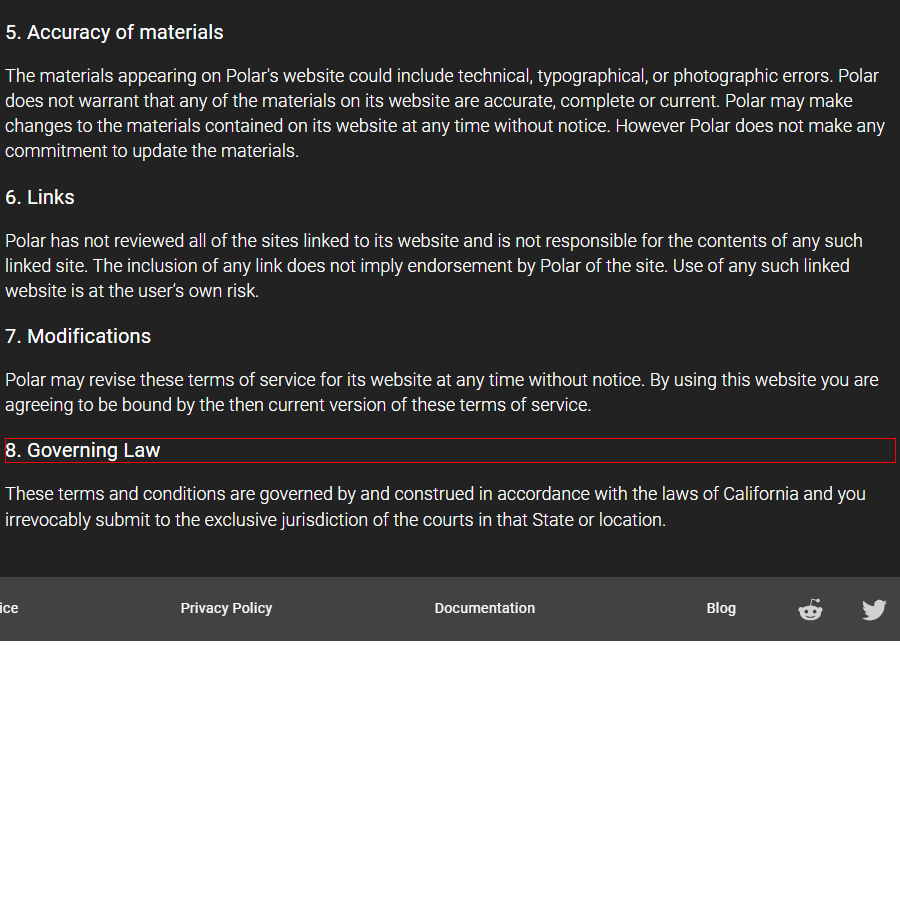 5. Accuracy of materials
The materials appearing on Polar's website could include technical, typographical, or photographic errors. Polar
does not warrant that any of the materials on its website are accurate, complete or current. Polar may make
changes to the materials contained on its website at any time without notice. However Polar does not make any
commitment to update the materials.
6. Links
Polar has not reviewed all of the sites linked to its website and is not responsible for the contents of any such
linked site. The inclusion of any link does not imply endorsement by Polar of the site. Use of any such linked
website is at the user's own risk.
7. Modifications
Polar may revise these terms of service for its website at any time without notice. By using this website you are
agreeing to be bound by the then current version of these terms of service.
8. Governing Law
These terms and conditions are governed by and construed in accordance with the laws of California and you
irrevocably submit to the exclusive jurisdiction of the courts in that State or location.
ice Privacy Policy Documentation Blog